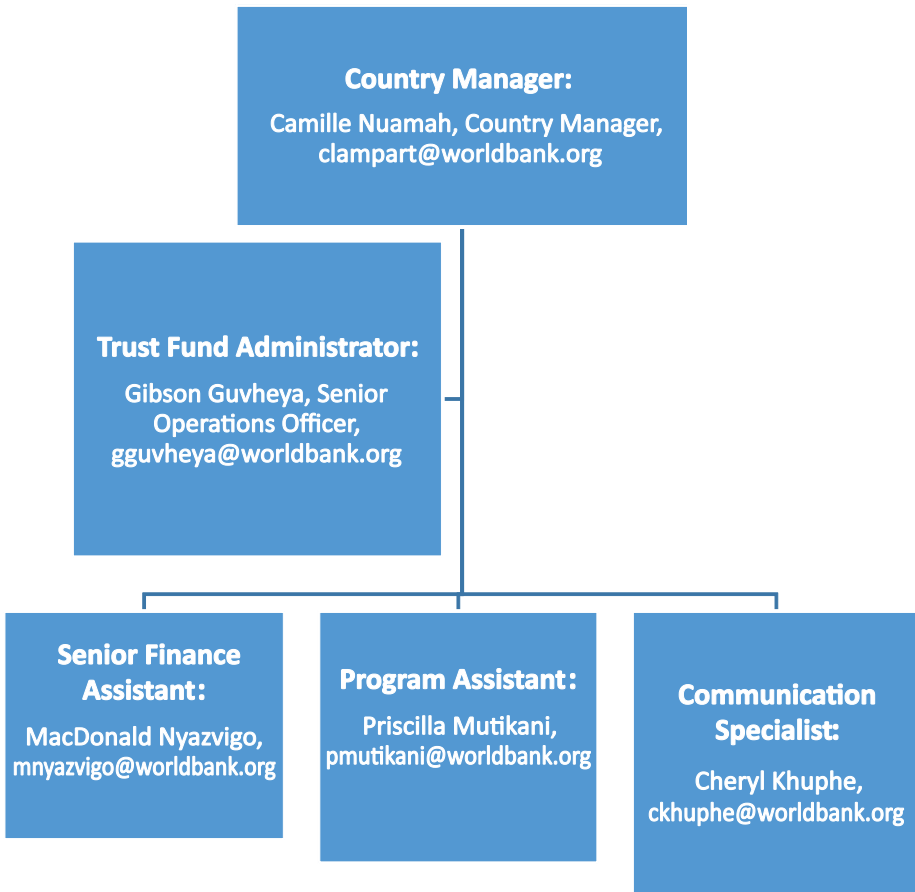 Country Manager:
Camille Nuamah, Country Manager,
clampart@worldbank.org
Trust Fund Administrator:
Gibson Guvheya, Senior
Operations Officer,
gguvheya@worldbank.org
Senior Finance
Assistant:
MacDonald Nyazvigo,
mnyazvigo@worldbank.org
Program Assistant:
Priscilla Mutikani,
pmutikani@worldbank.org
Communication
Specialist:
Cheryl Khuphe,
ckhuphe@worldbank.org